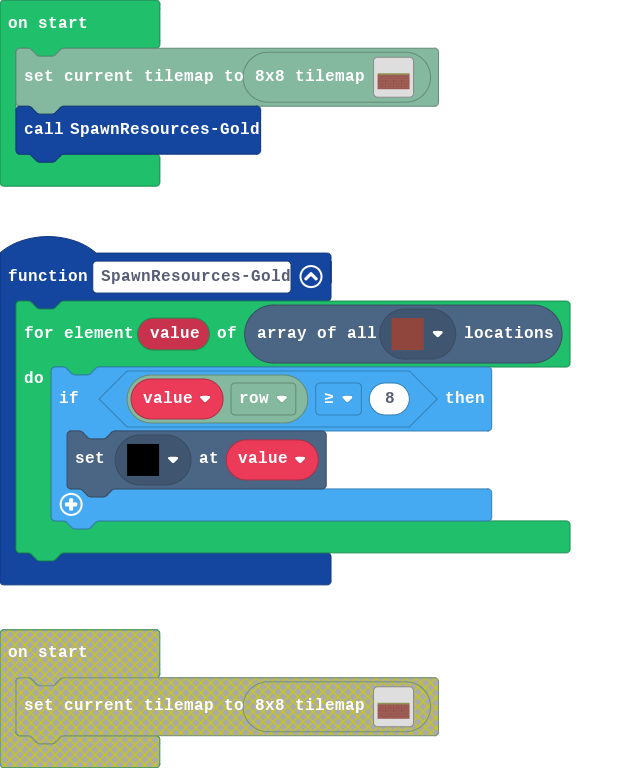 on start
set current tilemap to 8x8 tilemap
call SpawnResources-Gold
function SpawnResources-Gold
for element value of array of all locations
do
if value row ≥ 8 then
set at value
on start
set current tilemap to 8x8 tilemap